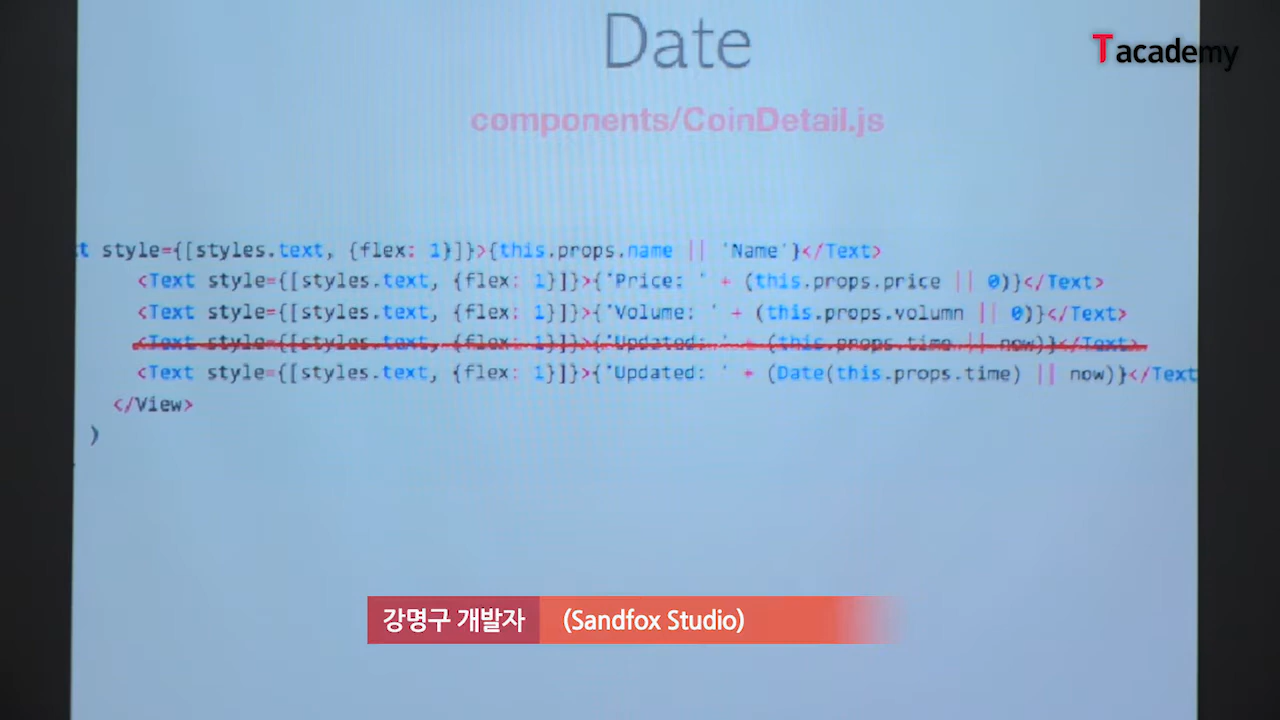 Date
Tacademy
components/CoinDetail.js
t style={[styles.text, {flex: 1}]}>{this.props.name || 'Name'}</Text>
<Text style={[styles.text, {flex: 1}]}>{'Price: ' + (this.props.price || 0)}</Text>
<Text style={[styles.text, {flex: 1}]}>{'Volume: ' + (this.props.volumn || 0)}</Text>
<Text style={[styles.text, {flex: 1}]}>{'Updated: ' + (this.props.time || now)}</Text>
<Text style={[styles.text, {flex: 1}]}>{'Updated: ' + (Date(this.props.time) || now)}</Text
</View>
)
강명구 개발자 (Sandfox Studio)